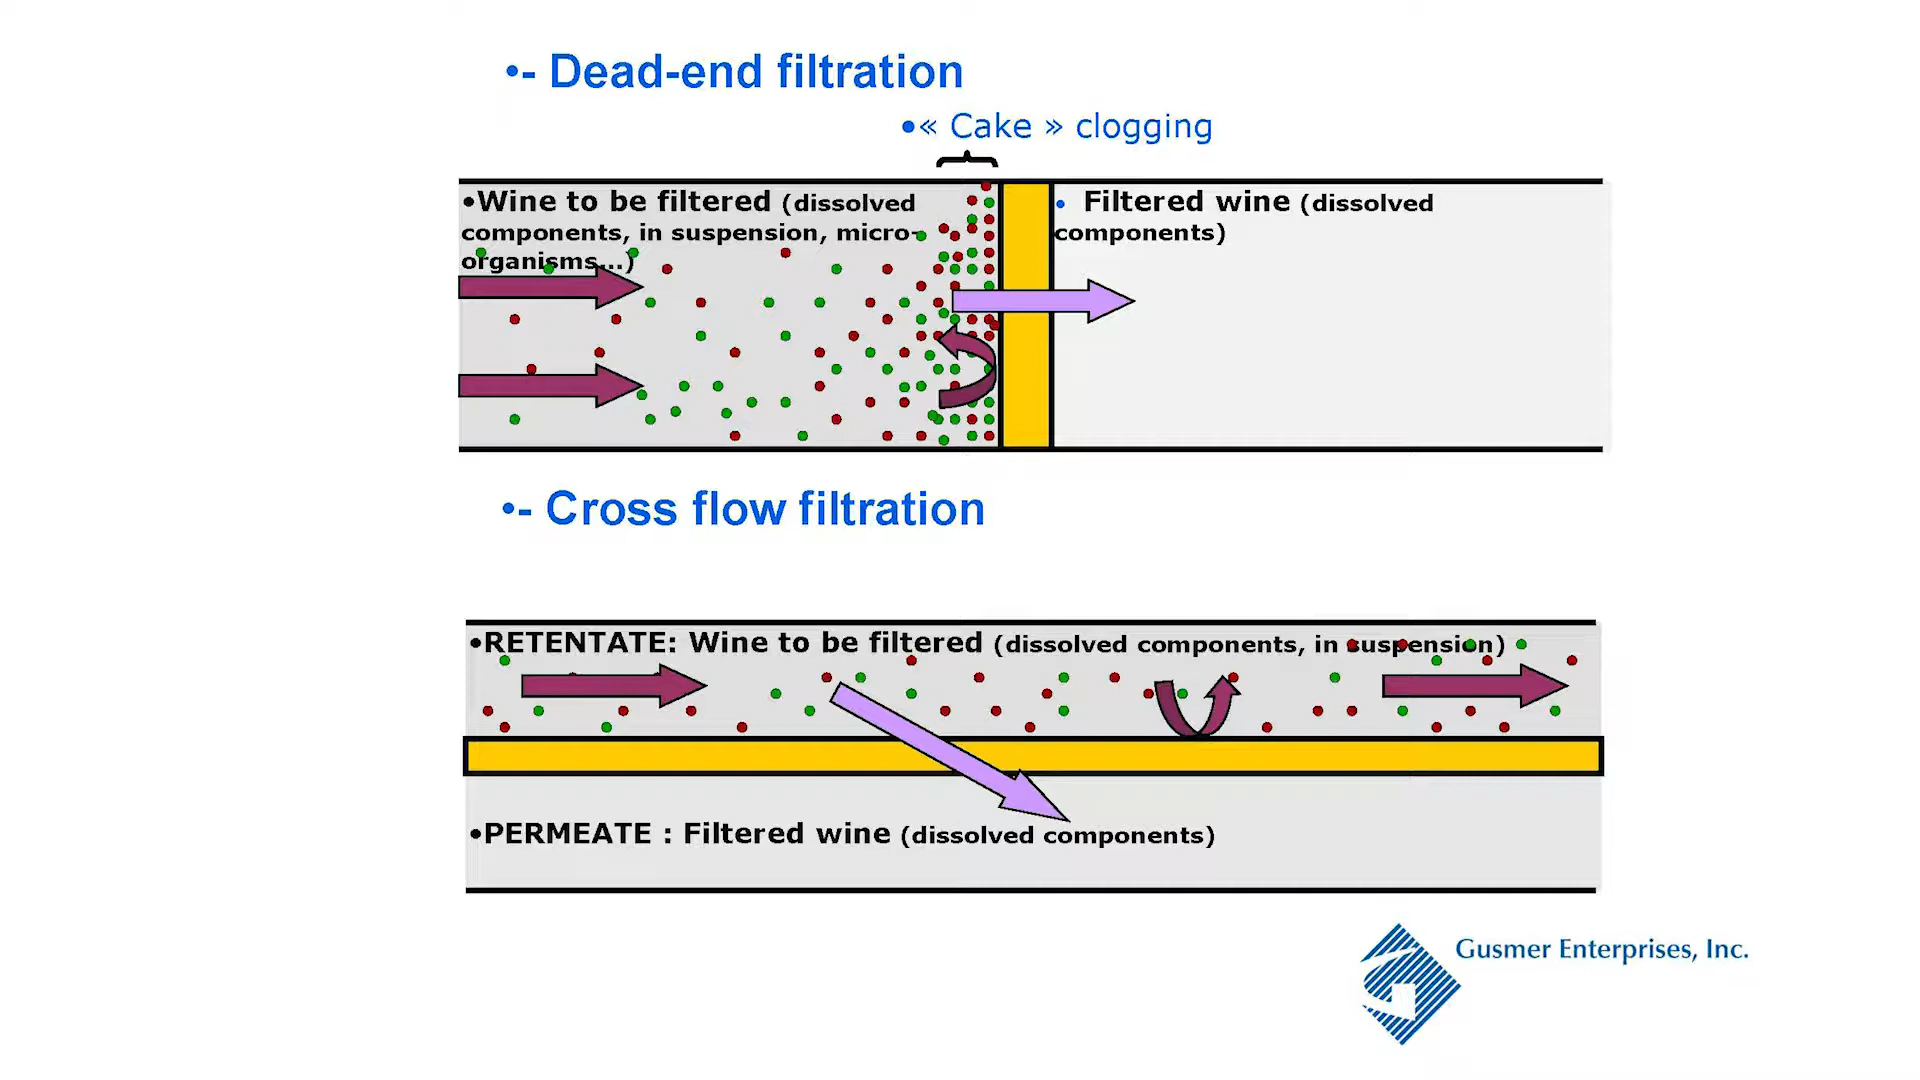 •- Dead-end filtration
•« Cake » clogging
•Wine to be filtered (dissolved
components, in suspension, micro-
organisms...)
• Filtered wine (dissolved
components)
•- Cross flow filtration
•RETENTATE: Wine to be filtered (dissolved components, in suspension)
•PERMEATE : Filtered wine (dissolved components)
Gusmer Enterprises, Inc.